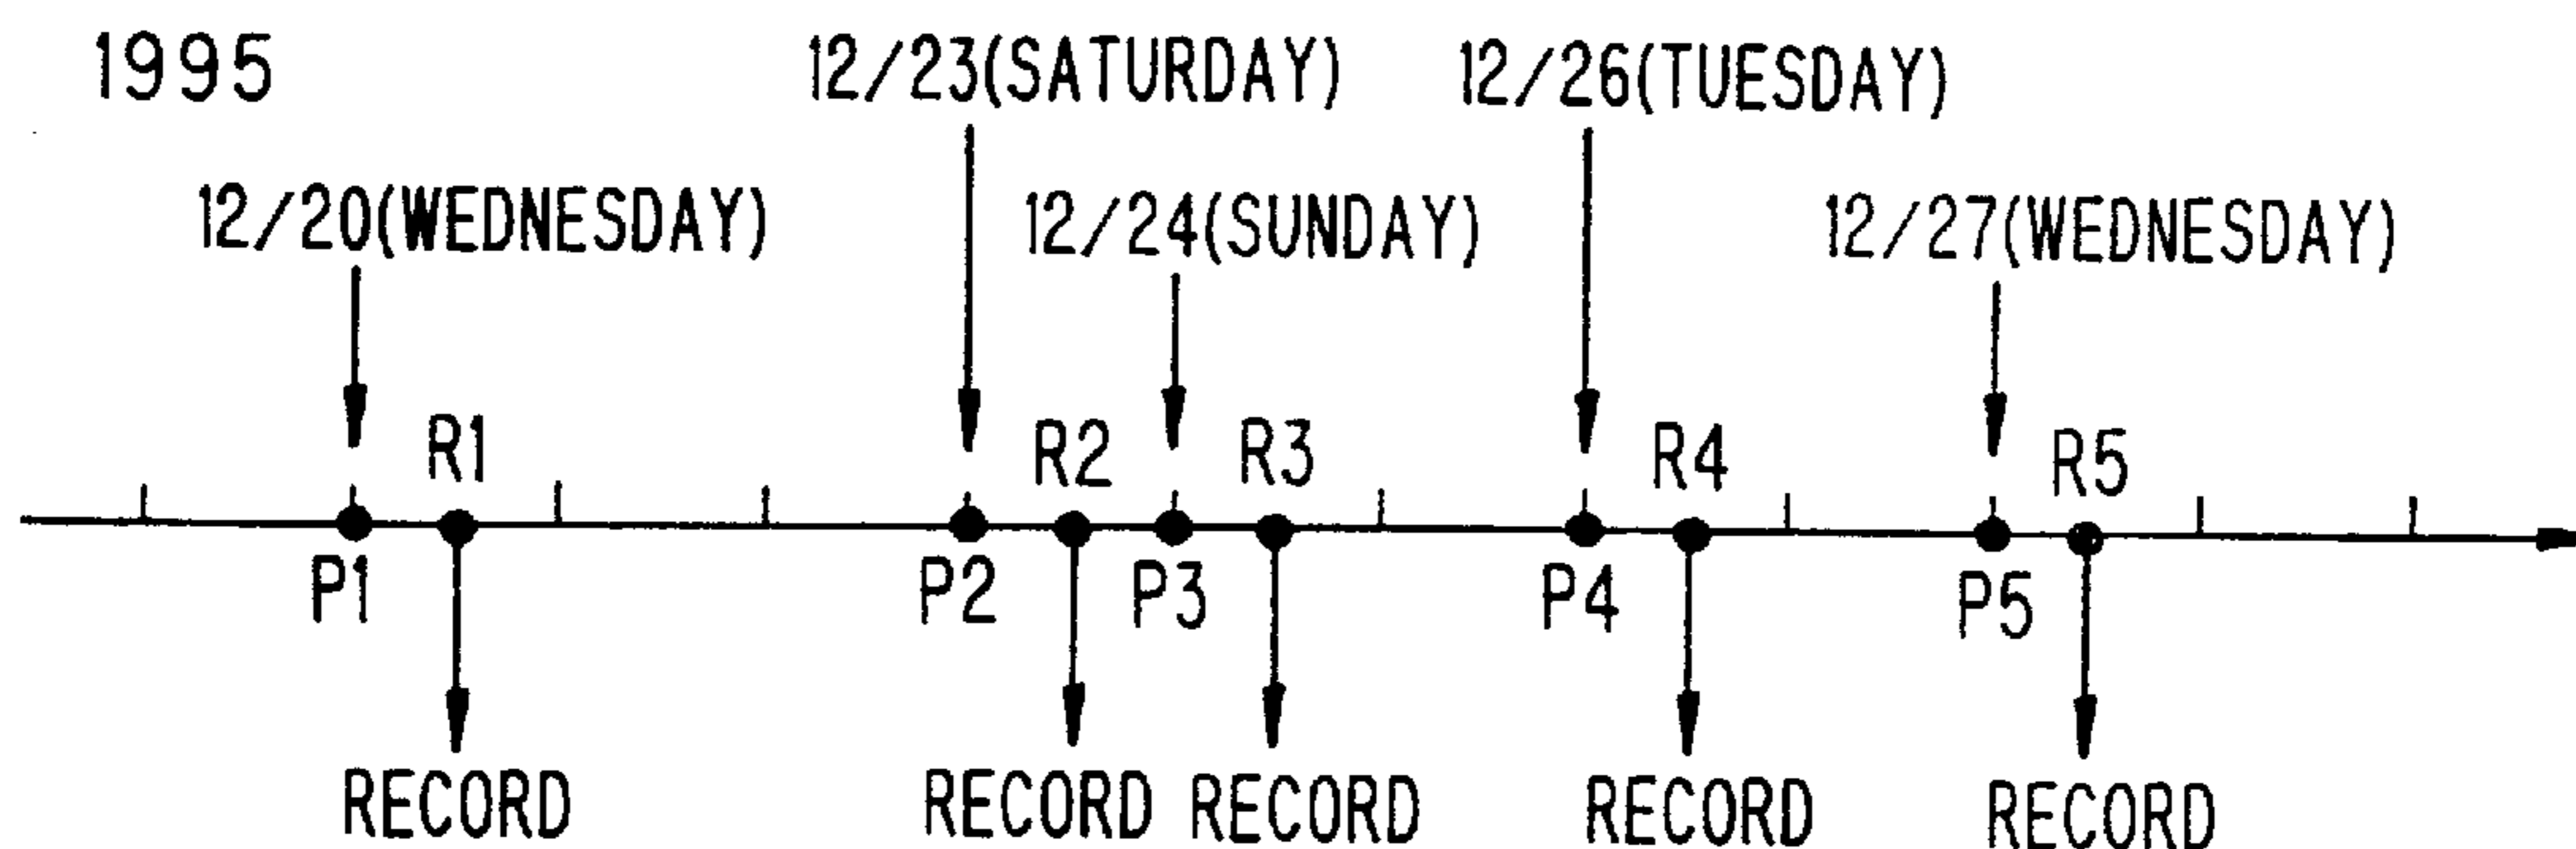 1995
12/23(SATURDAY) 12/26(TUESDAY)
12/20(WEDNESDAY) 12/24(SUNDAY) 12/27(WEDNESDAY)
R1 R2 R3 R4 R5
P1 P2 P3 P4 P5
RECORD RECORD RECORD RECORD RECORD